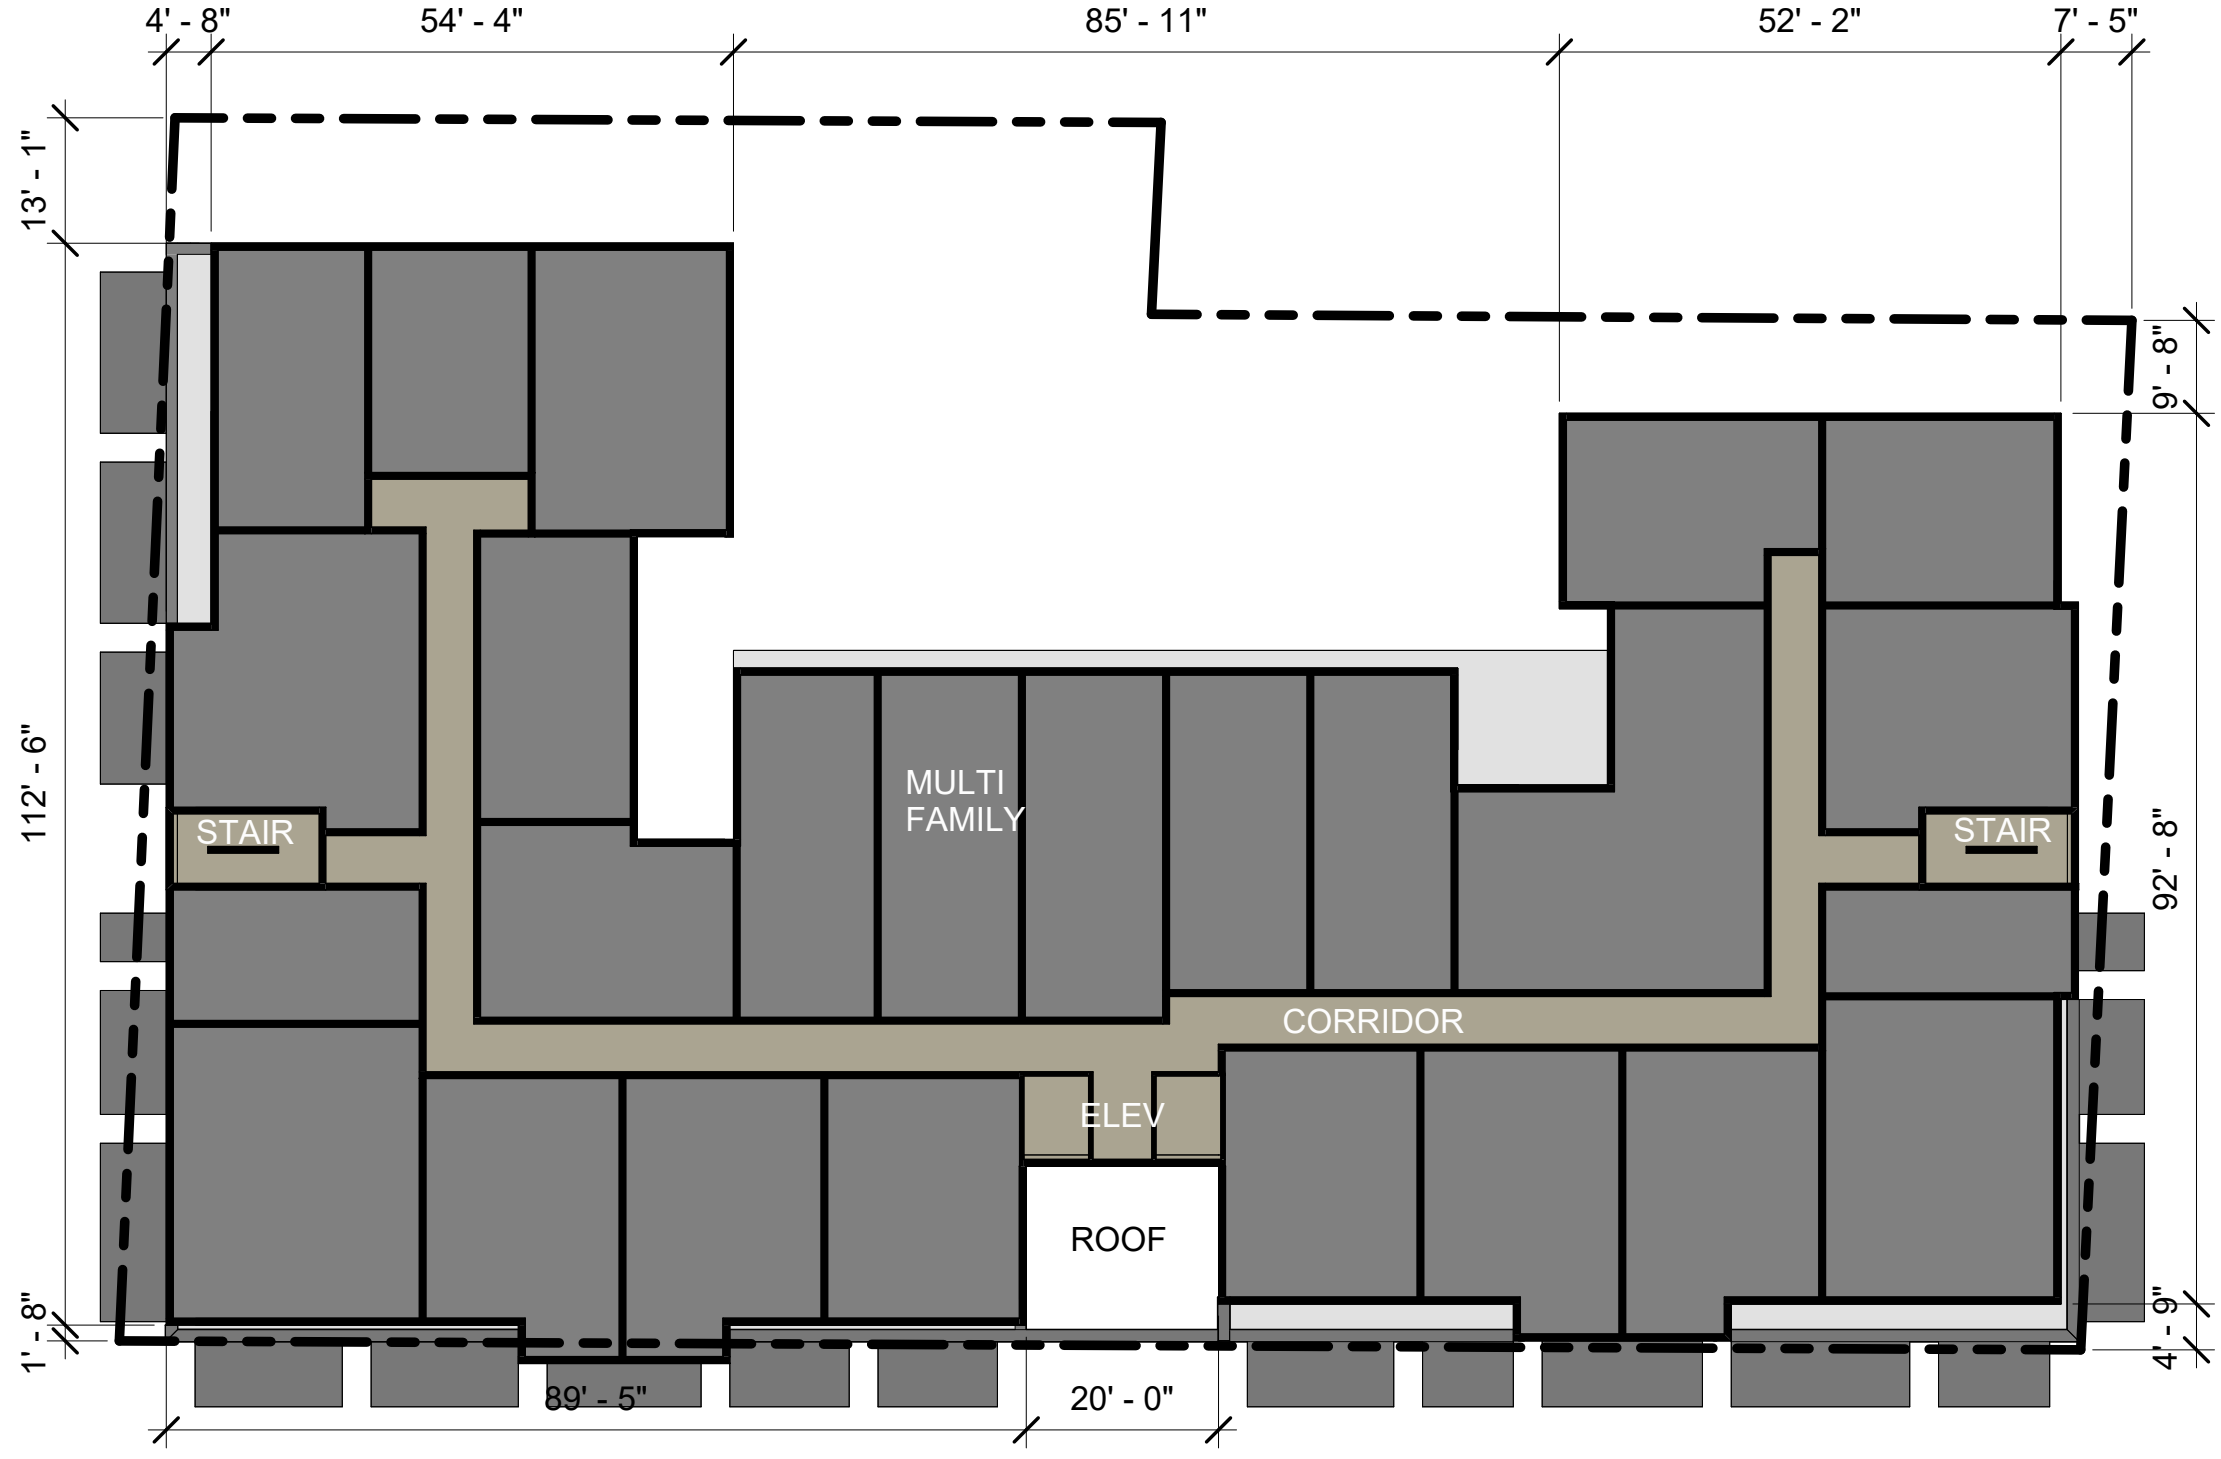 4' - 8"
54' - 4"
85' - 11"
52' - 2"
7' - 5"
13' - 1"
9' - 8"
112' - 6"
MULTI
FAMILY
STAIR
STAIR
92' - 8"
CORRIDOR
ELEV
ROOF
1' - 8"
4' - 9"
89' - 5"
20' - 0"